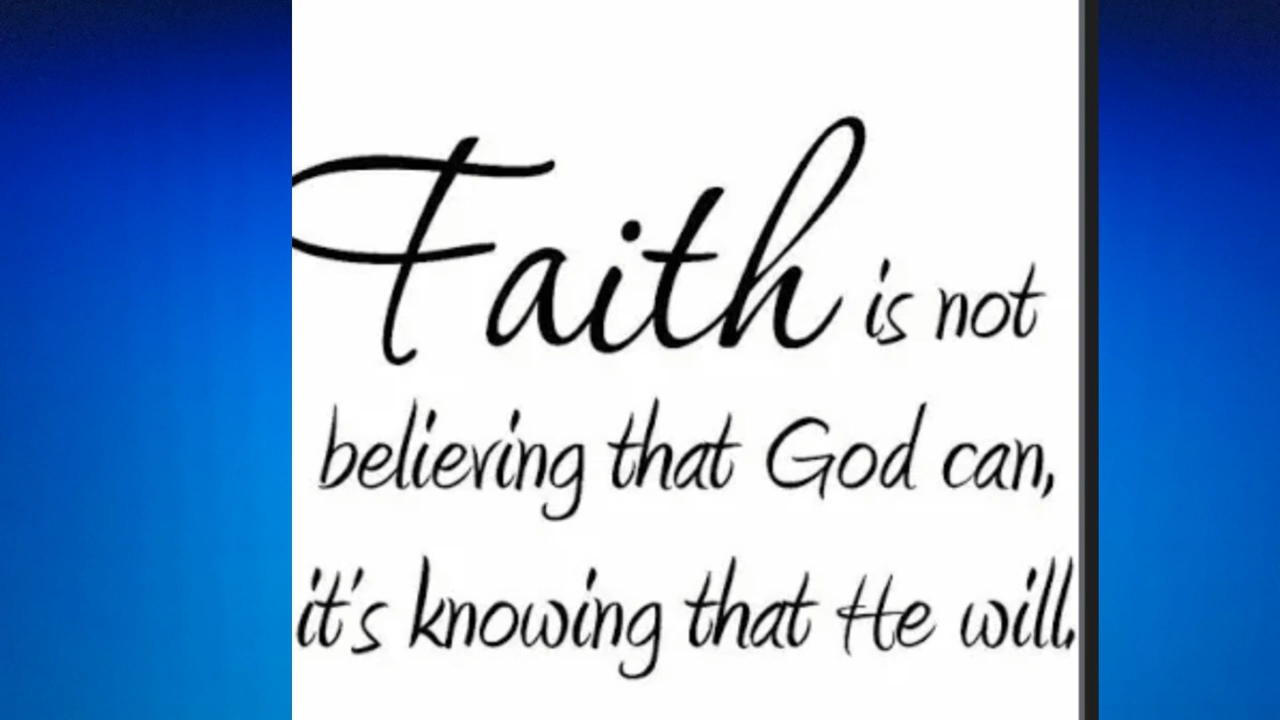 Faith is not
believing that God can,
it's knowing that He will.